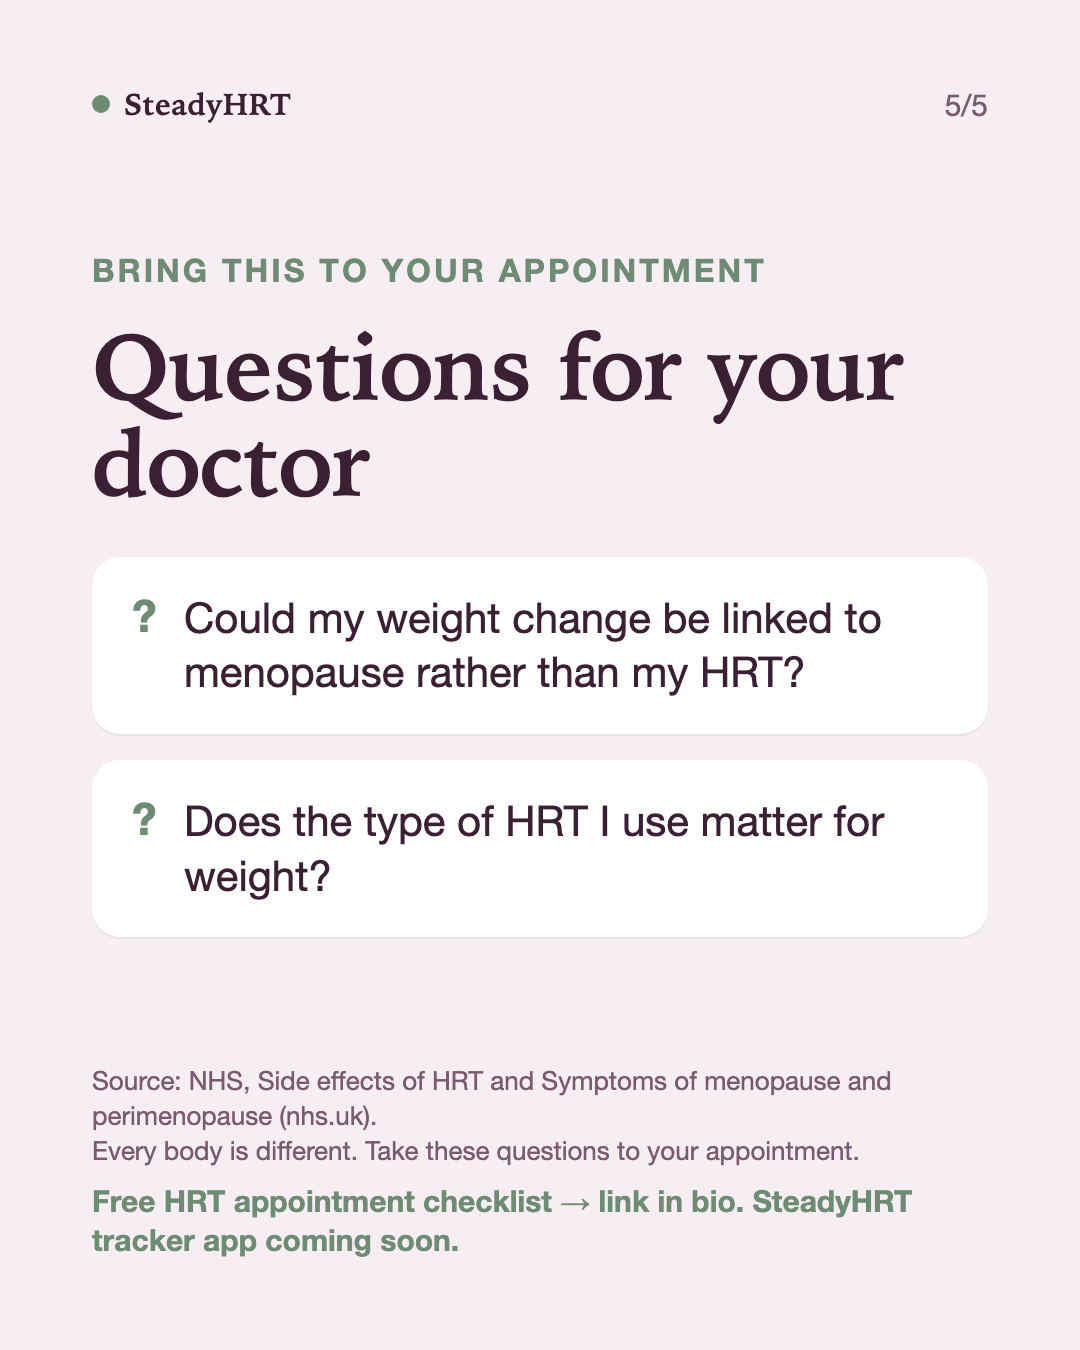 SteadyHRT
5/5
BRING THIS TO YOUR APPOINTMENT
Questions for your
doctor
? Could my weight change be linked to
menopause rather than my HRT?
? Does the type of HRT I use matter for
weight?
Source: NHS, Side effects of HRT and Symptoms of menopause and
perimenopause (nhs.uk).
Every body is different. Take these questions to your appointment.
Free HRT appointment checklist → link in bio. SteadyHRT
tracker app coming soon.